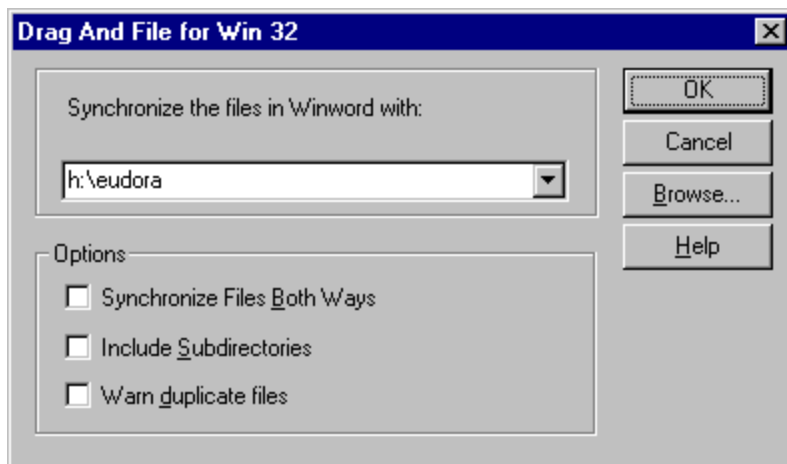 Drag And File for Win 32
Synchronize the files in Winword with:
h:\eudora
OK
Cancel
Browse...
Help
Options
Synchronize Files Both Ways
Include Subdirectories
Warn duplicate files